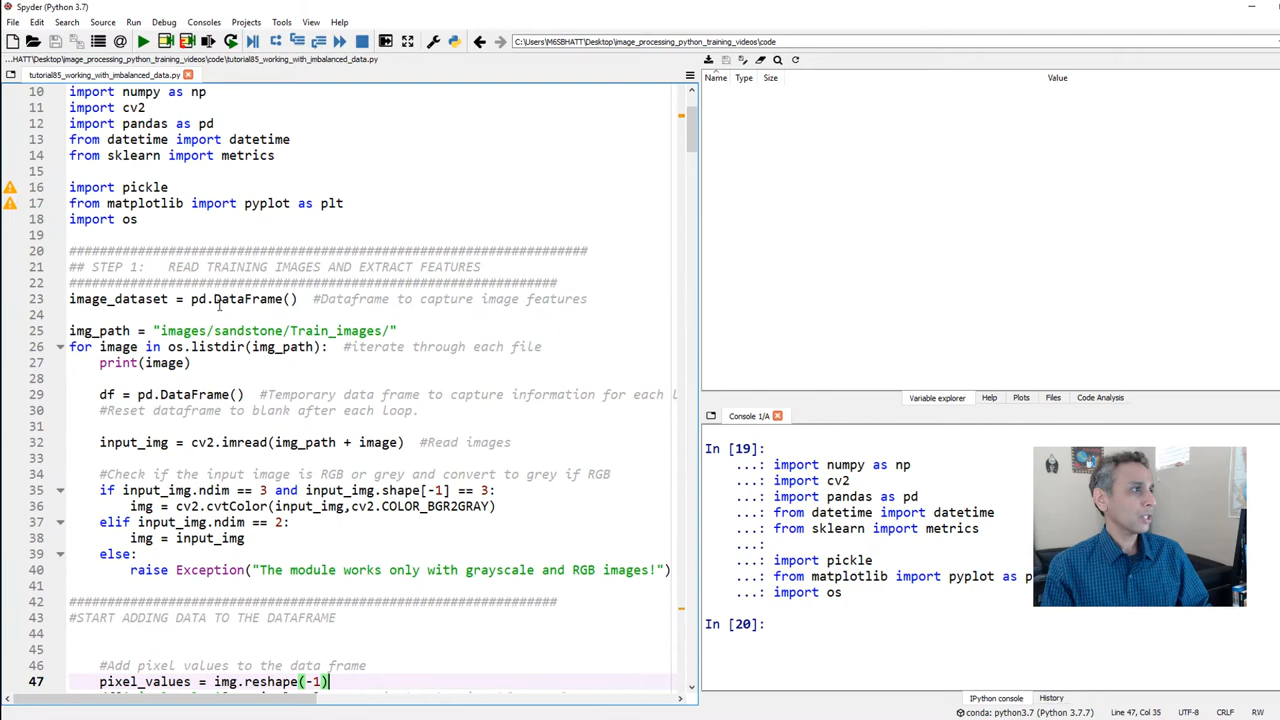 Spyder (Python 3.7)
File Edit Search Source Run Debug Consoles Projects Tools View Help
C:\Users\M6SBHATT\Desktop\image_processing_python_training_videos\code
HATT\Desktop\image_processing_python_training_videos\code\tutorial85_working_with_imbalanced_data.py
tutorial85_working_with_imbalanced_data.py
10 import numpy as np
11 import cv2
12 import pandas as pd
13 from datetime import datetime
14 from sklearn import metrics
15
16 import pickle
17 from matplotlib import pyplot as plt
18 import os
19
20 ####################################################################
21 ## STEP 1:   READ TRAINING IMAGES AND EXTRACT FEATURES
22 ################################################################
23 image_dataset = pd.DataFrame()  #Dataframe to capture image features
24
25 img_path = "images/sandstone/Train_images/"
26 for image in os.listdir(img_path):  #iterate through each file
27     print(image)
28
29     df = pd.DataFrame()  #Temporary data frame to capture information for each l
30     #Reset dataframe to blank after each loop.
31
32     input_img = cv2.imread(img_path + image)  #Read images
33
34     #Check if the input image is RGB or grey and convert to grey if RGB
35     if input_img.ndim == 3 and input_img.shape[-1] == 3:
36         img = cv2.cvtColor(input_img,cv2.COLOR_BGR2GRAY)
37     elif input_img.ndim == 2:
38         img = input_img
39     else:
40         raise Exception("The module works only with grayscale and RGB images!")
41
42 ################################################################
43 #START ADDING DATA TO THE DATAFRAME
44
45
46     #Add pixel values to the data frame
47     pixel_values = img.reshape(-1)
Name Type Size Value
Variable explorer Help Plots Files Code Analysis
Console 1/A
In [19]:
...: import numpy as np
...: import cv2
...: import pandas as pd
...: from datetime import datetime
...: from sklearn import metrics
...:
...: import pickle
...: from matplotlib import pyplot as p
...: import os
In [20]:
IPython console History
conda: python3.7 (Python 3.7.7) Line 47, Col 35 UTF-8 CRLF RW